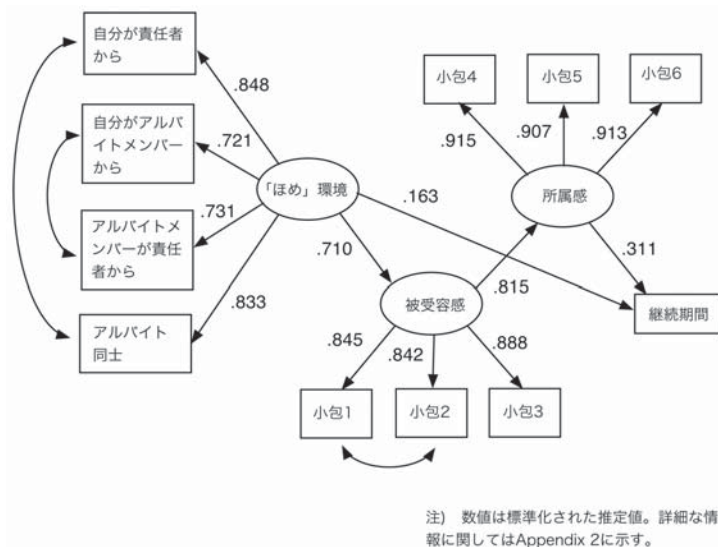 自分が責任者
から
.848
小包4
小包5
小包6
自分がアルバ
イトメンバー
から
.721
.915
.907
.913
「ほめ」環境
.163
所属感
アルバイトメ
ンバーが責任
者から
.731
.710
.311
.815
被受容感
継続期間
.833
アルバイト
同士
.845
.842
.888
小包1
小包2
小包3
注) 数値は標準化された推定値。詳細な情
報に関してはAppendix 2に示す。